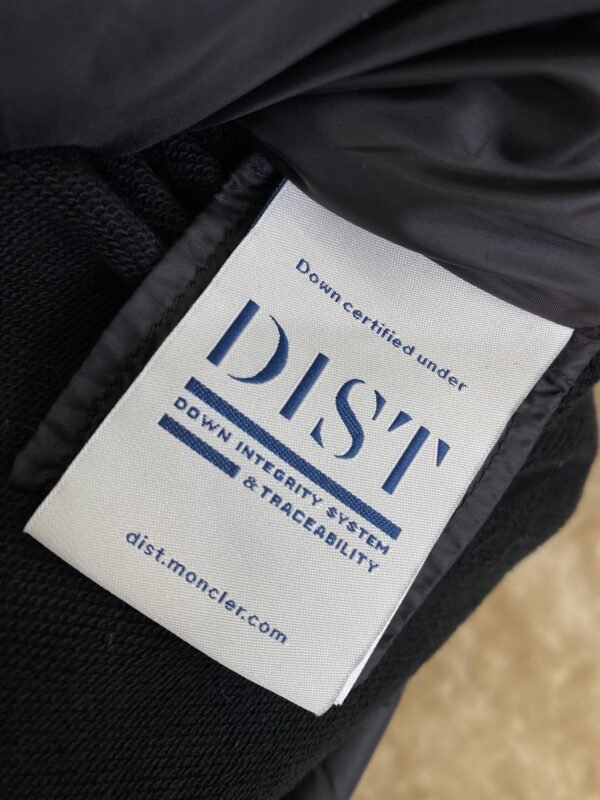 Down certified under
DIST
DOWN INTEGRITY SYSTEM
& TRACEABILITY
dist.moncler.com